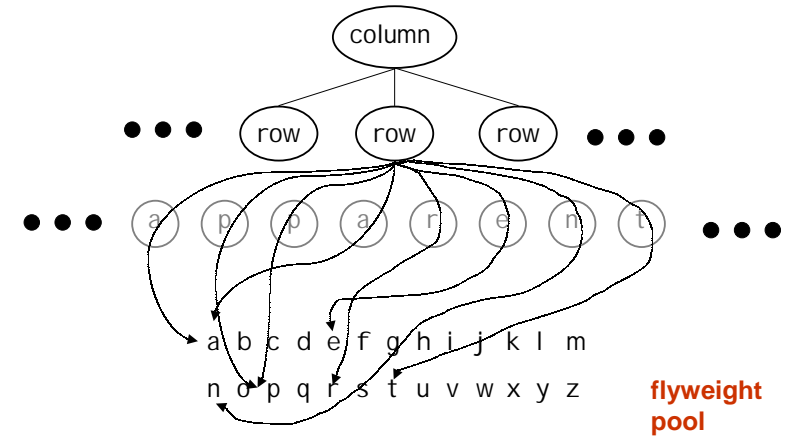 column
row row row
a p p a r e n t
a b c d e f g h i j k l m
n o p q r s t u v w x y z
flyweight
pool